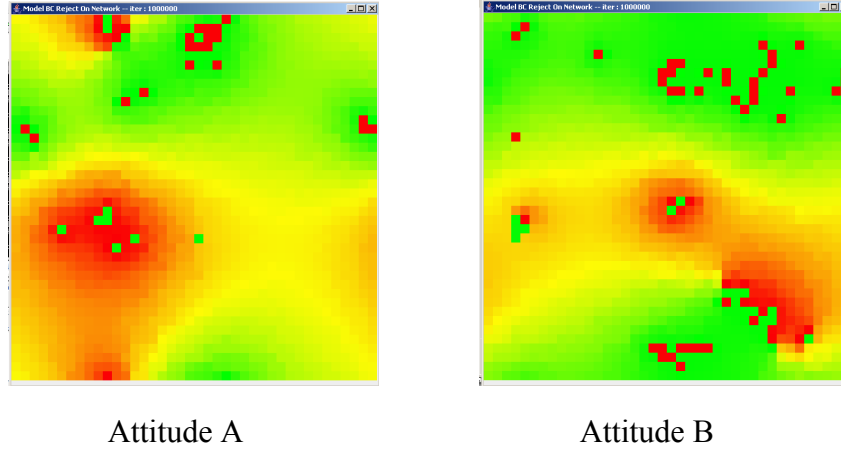 Model BC Reject On Network -- iter : 1000000
Model BC Reject On Network -- iter : 1000000
Attitude A
Attitude B